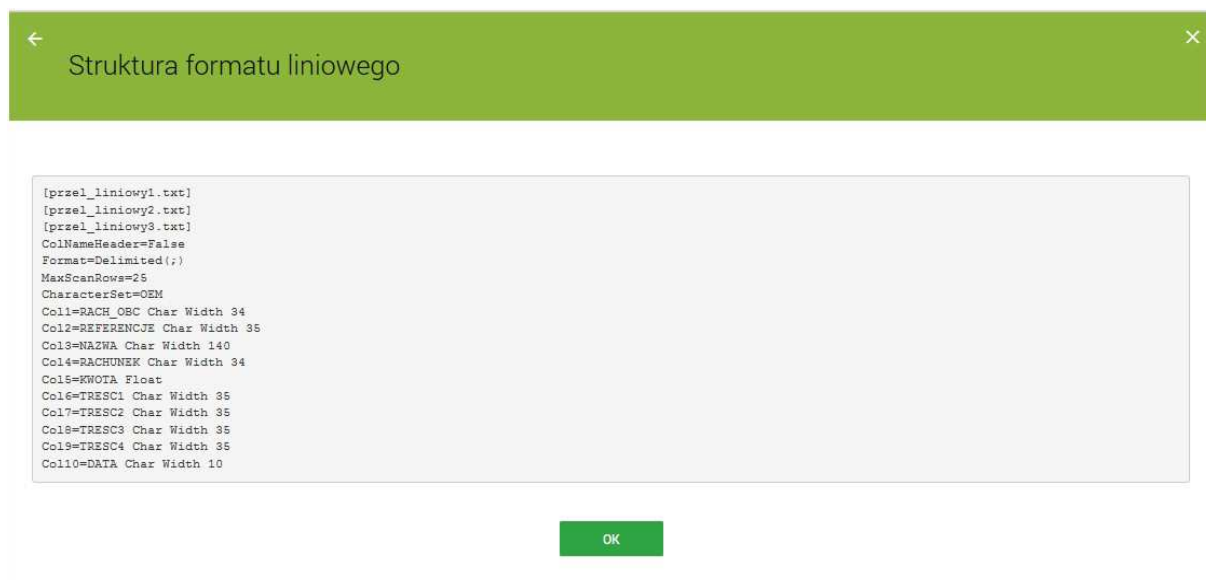 Struktura formatu liniowego
[przel_liniowy1.txt]
[przel_liniowy2.txt]
[przel_liniowy3.txt]
ColNameHeader=False
Format=Delimited(;)
MaxScanRows=25
CharacterSet=OEM
Col1=RACH_OBC Char Width 34
Col2=REFERENCJE Char Width 35
Col3=NAZWA Char Width 140
Col4=RACHUNEK Char Width 34
Col5=KWOTA Float
Col6=TRESC1 Char Width 35
Col7=TRESC2 Char Width 35
Col8=TRESC3 Char Width 35
Col9=TRESC4 Char Width 35
Col10=DATA Char Width 10
OK